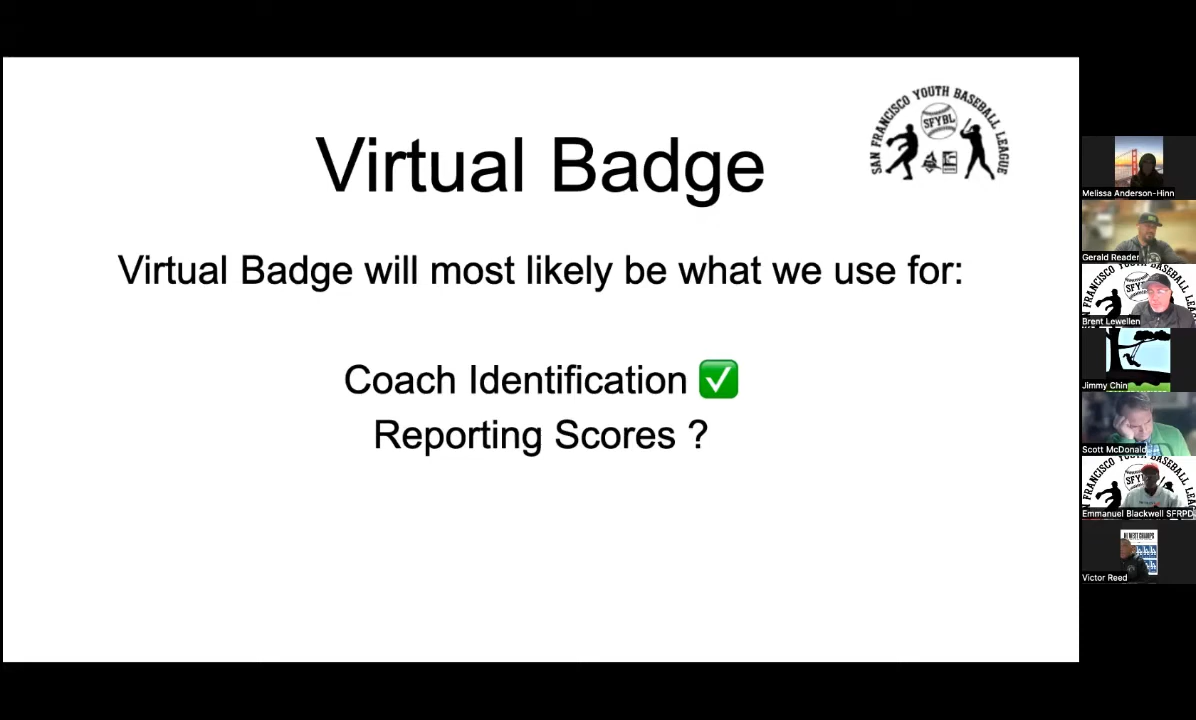 Virtual Badge
SAN FRANCISCO YOUTH BASEBALL LEAGUE
SFYBL
Virtual Badge will most likely be what we use for:
Coach Identification ✅
Reporting Scores ?
Melissa Anderson-Hinn
Gerald Reader
Brent Lewellen
Jimmy Chin
Scott McDonald
Emmanuel Blackwell SFRPD
Victor Reed